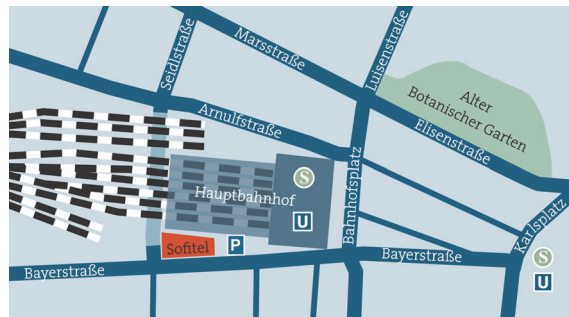 Marsstraße
Luisenstraße
Seidlstraße
Alter
Botanischer Garten
Arnulfstraße
Elisenstraße
S
Hauptbahnhof
Bahnhofsplatz
U
Karlsplatz
Sofitel
P
Bayerstraße
Bayerstraße
S
U